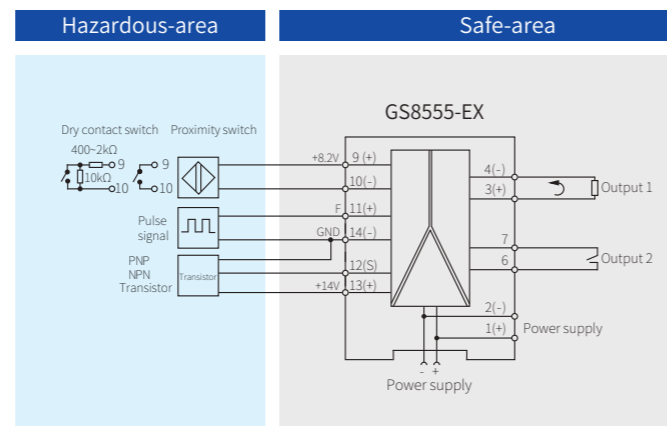 Hazardous-area
Safe-area
GS8555-EX
Dry contact switch
Proximity switch
400~2kΩ
9
10kΩ
10
9
10
+8.2V
9 (+)
10(-)
Pulse
signal
F
11(+)
GND
14(-)
PNP
NPN
Transistor
Transistor
12(S)
+14V
13(+)
4(-)
3(+)
Output 1
7
6
Output 2
2(-)
1(+)
Power supply
- +
Power supply